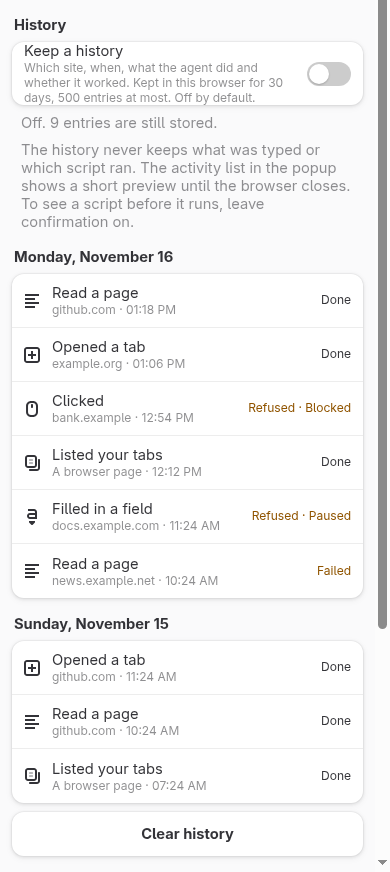 History
Keep a history
Which site, when, what the agent did and
whether it worked. Kept in this browser for 30
days, 500 entries at most. Off by default.
Off. 9 entries are still stored.
The history never keeps what was typed or
which script ran. The activity list in the popup
shows a short preview until the browser closes.
To see a script before it runs, leave
confirmation on.
Monday, November 16
Read a page
Done
github.com · 01:18 PM
Opened a tab
Done
example.org · 01:06 PM
Clicked
Refused · Blocked
bank.example · 12:54 PM
Listed your tabs
Done
A browser page · 12:12 PM
Filled in a field
Refused · Paused
docs.example.com · 11:24 AM
Read a page
Failed
news.example.net · 10:24 AM
Sunday, November 15
Opened a tab
Done
github.com · 11:24 AM
Read a page
Done
github.com · 10:24 AM
Listed your tabs
Done
A browser page · 07:24 AM
Clear history